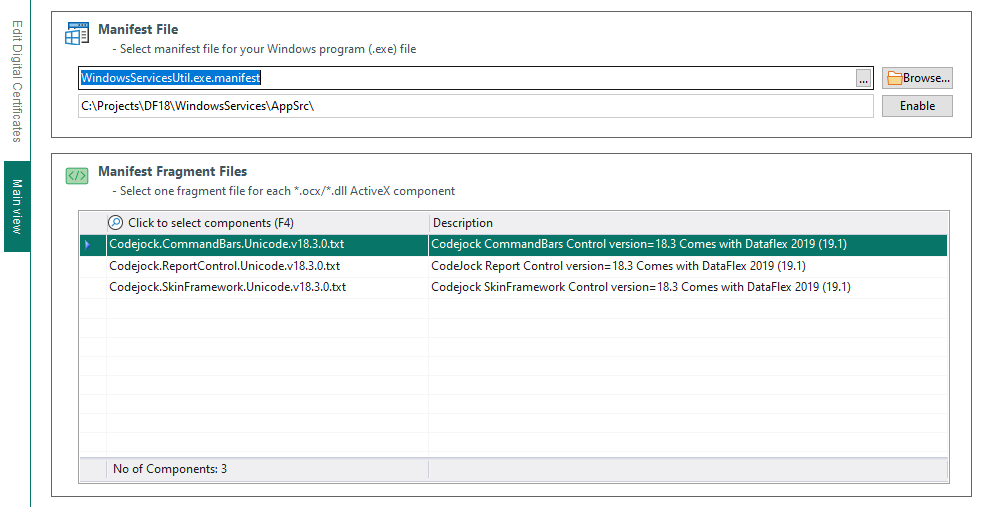 Edit Digital Certificates
Main view
Manifest File
- Select manifest file for your Windows program (.exe) file
WindowsServicesUtil.exe.manifest ... Browse...
C:\Projects\DF18\WindowsServices\AppSrc\ Enable
Manifest Fragment Files
- Select one fragment file for each *.ocx/*.dll ActiveX component
Click to select components (F4) Description
Codejock.CommandBars.Unicode.v18.3.0.txt Codejock CommandBars Control version=18.3 Comes with Dataflex 2019 (19.1)
Codejock.ReportControl.Unicode.v18.3.0.txt CodeJock Report Control version=18.3 Comes with DataFlex 2019 (19.1)
Codejock.SkinFramework.Unicode.v18.3.0.txt Codejock SkinFramework Control version=18.3 Comes with DataFlex 2019 (19.1)
No of Components: 3